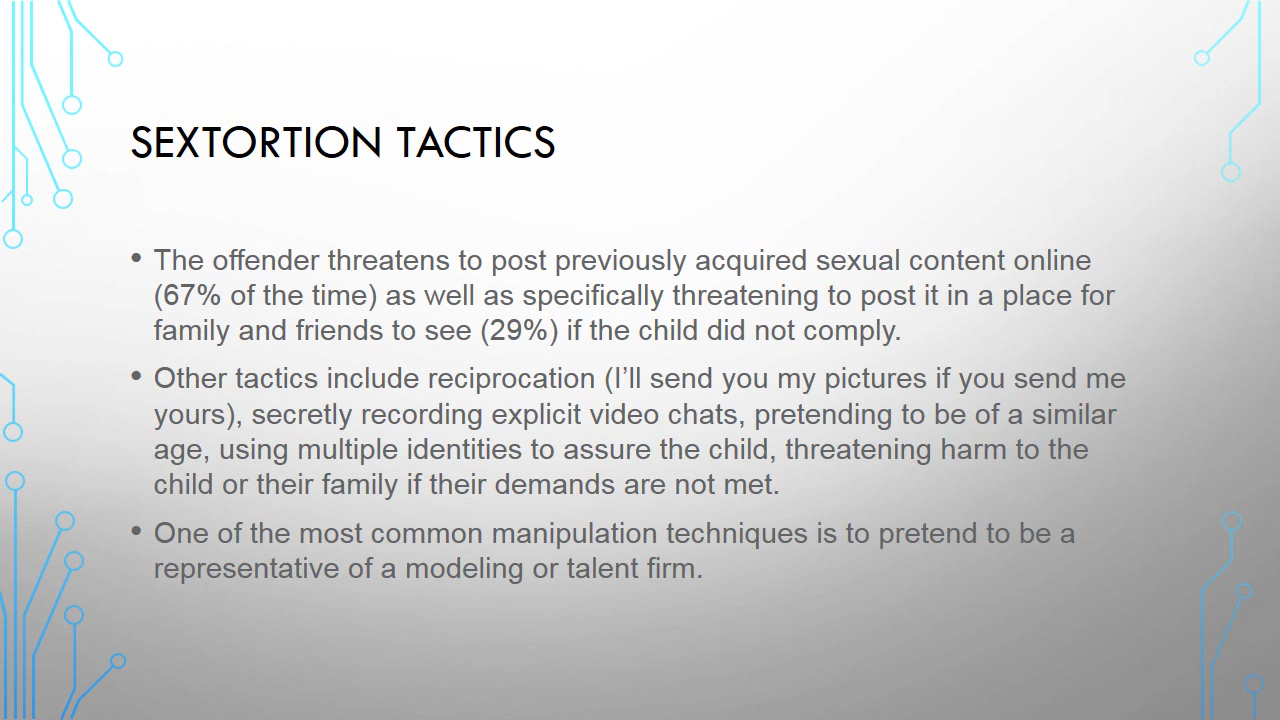 SEXTORTION TACTICS
• The offender threatens to post previously acquired sexual content online
(67% of the time) as well as specifically threatening to post it in a place for
family and friends to see (29%) if the child did not comply.
• Other tactics include reciprocation (I’ll send you my pictures if you send me
yours), secretly recording explicit video chats, pretending to be of a similar
age, using multiple identities to assure the child, threatening harm to the
child or their family if their demands are not met.
• One of the most common manipulation techniques is to pretend to be a
representative of a modeling or talent firm.